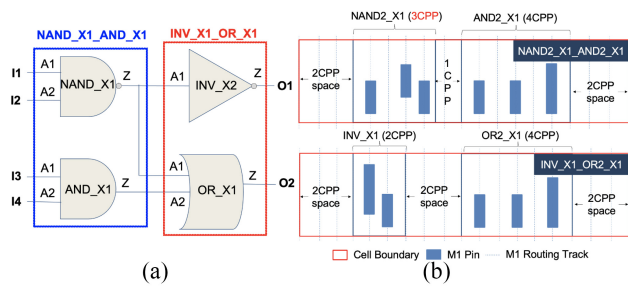 NAND_X1_AND_X1
INV_X1_OR_X1
I1
A1
NAND_X1
Z
I2
A2
A1
INV_X2
Z
O1
I3
A1
AND_X1
Z
I4
A2
A1
OR_X1
A2
Z
O2
(a)
NAND2_X1 (3CPP)
AND2_X1 (4CPP)
NAND2_X1_AND2_X1
2CPP
space
1
C
P
P
2CPP
space
INV_X1 (2CPP)
OR2_X1 (4CPP)
INV_X1_OR2_X1
2CPP
space
2CPP
space
2CPP
space
Cell Boundary
M1 Pin
M1 Routing Track
(b)